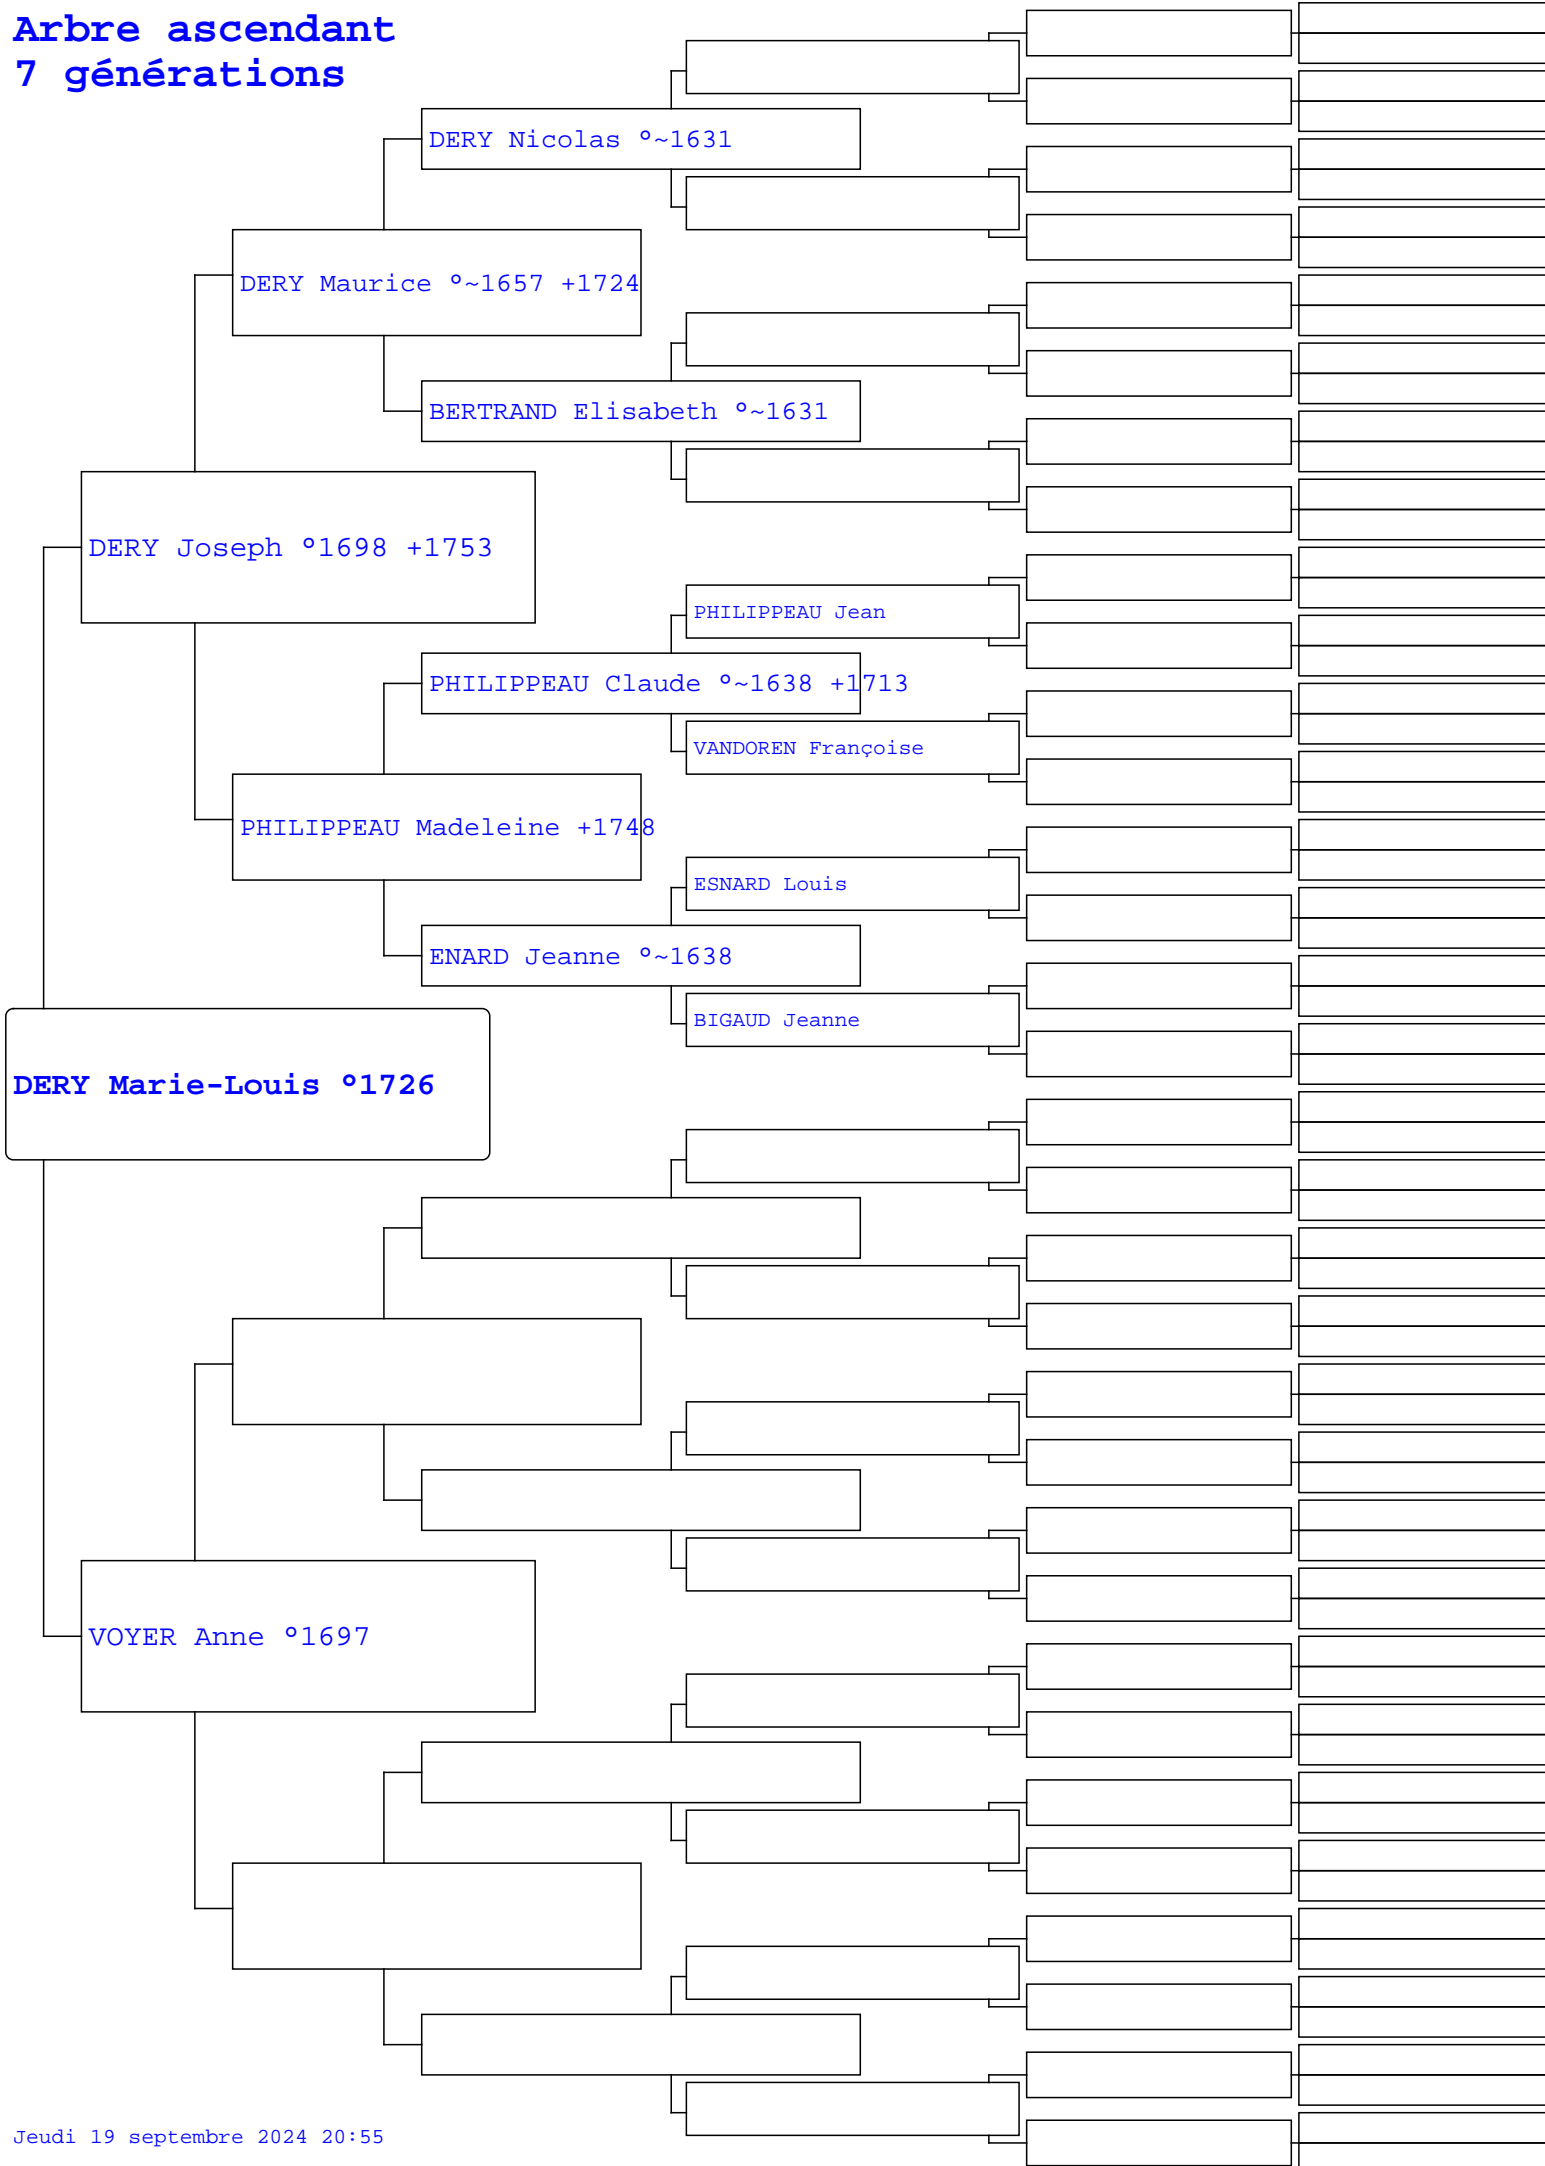 Arbre ascendant
7 générations
DERY Nicolas °~1631
DERY Maurice °~1657 +1724
BERTRAND Elisabeth °~1631
DERY Joseph °1698 +1753
PHILIPPEAU Jean
PHILIPPEAU Claude °~1638 +1713
VANDOREN Françoise
PHILIPPEAU Madeleine +1748
ESNARD Louis
ENARD Jeanne °~1638
BIGAUD Jeanne
DERY Marie-Louis °1726
VOYER Anne °1697
Jeudi 19 septembre 2024 20:55